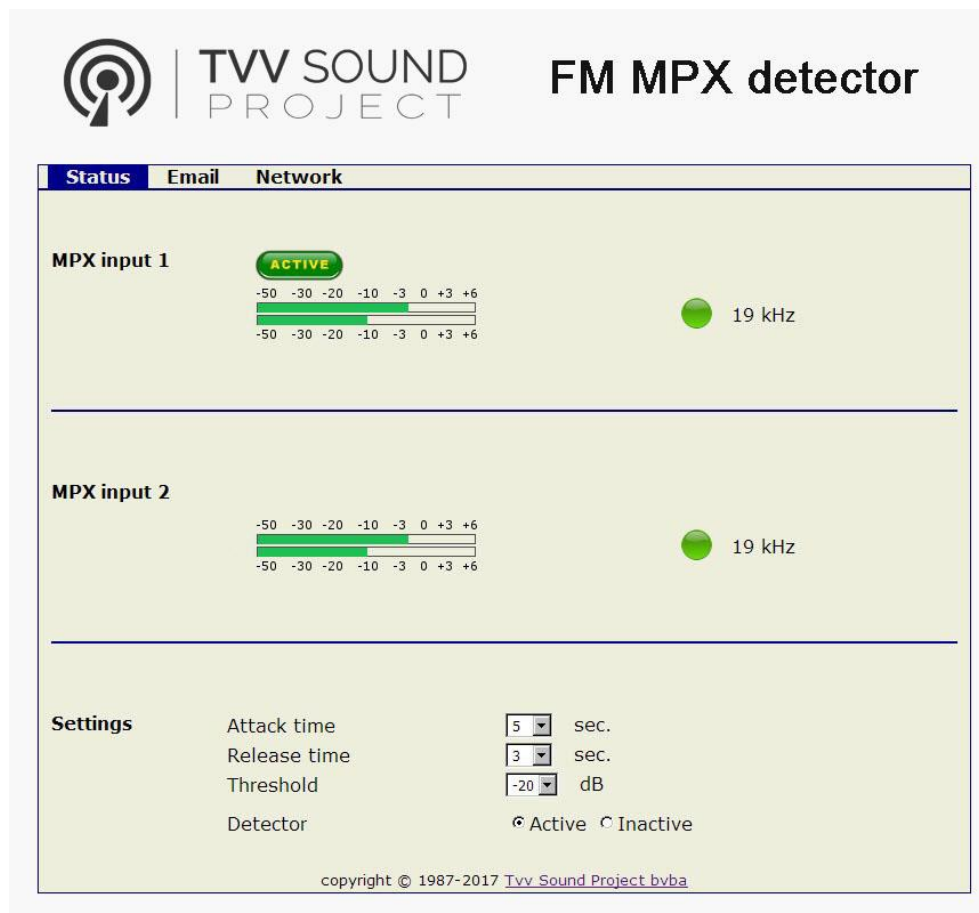 TVV SOUND
PROJECT
FM MPX detector
Status Email Network
MPX input 1
ACTIVE
-50 -30 -20 -10 -3 0 +3 +6
-50 -30 -20 -10 -3 0 +3 +6
19 kHz
MPX input 2
-50 -30 -20 -10 -3 0 +3 +6
-50 -30 -20 -10 -3 0 +3 +6
19 kHz
Settings
Attack time 5 sec.
Release time 3 sec.
Threshold -20 dB
Detector Active Inactive
copyright © 1987-2017 Tvv Sound Project bvba